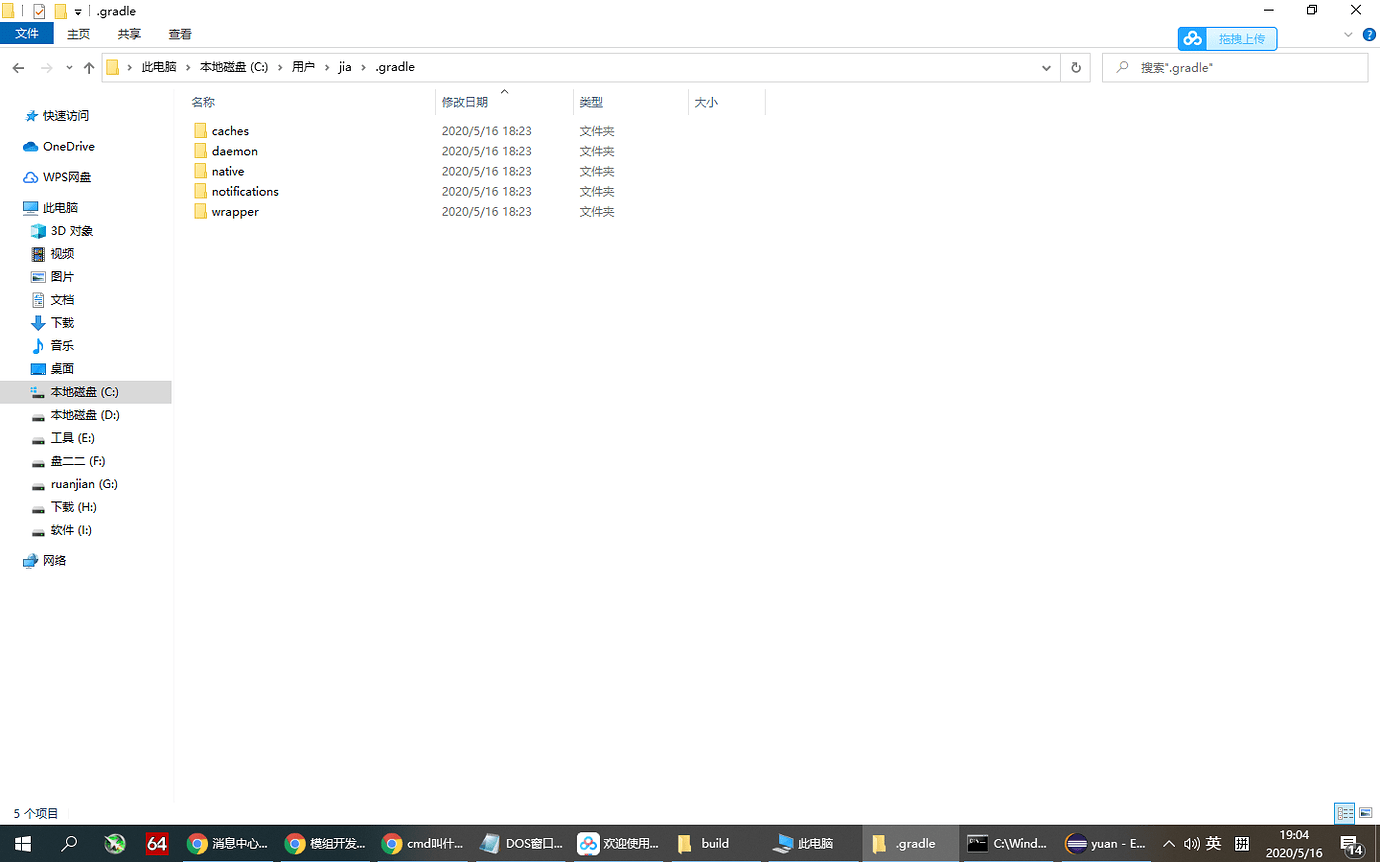 .gradle
文件 主页 共享 查看
拖拽上传
此电脑 › 本地磁盘 (C:) › 用户 › jia › .gradle
搜索".gradle"
名称 修改日期 类型 大小
caches 2020/5/16 18:23 文件夹
daemon 2020/5/16 18:23 文件夹
native 2020/5/16 18:23 文件夹
notifications 2020/5/16 18:23 文件夹
wrapper 2020/5/16 18:23 文件夹
快速访问
OneDrive
WPS网盘
此电脑
3D 对象
视频
图片
文档
下载
音乐
桌面
本地磁盘 (C:)
本地磁盘 (D:)
工具 (E:)
盘二二 (F:)
ruanjian (G:)
下载 (H:)
软件 (I:)
网络
5 个项目
64 消息中心... 模组开发... cmd叫什... DOS窗口... 欢迎使用... build 此电脑 .gradle C:\Wind... yuan - E... 英 拼 19:04
2020/5/16 14